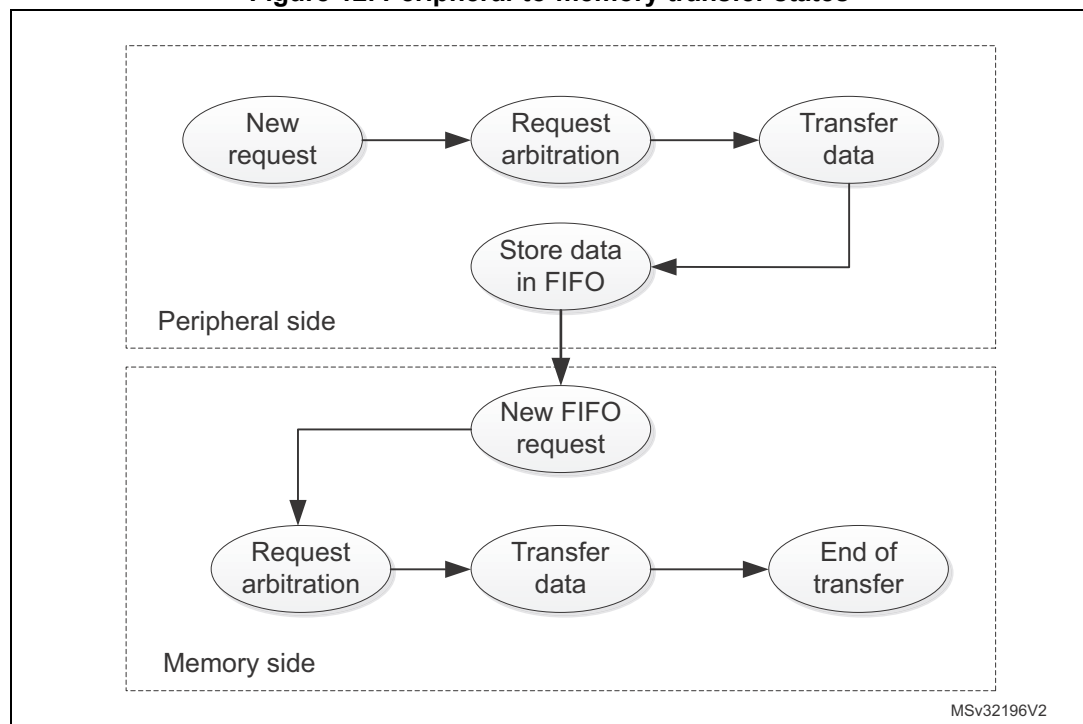 Figure 12. Peripheral-to-memory transfer states
New
request
Request
arbitration
Transfer
data
Store data
in FIFO
Peripheral side
New FIFO
request
Request
arbitration
Transfer
data
End of
transfer
Memory side
MSv32196V2